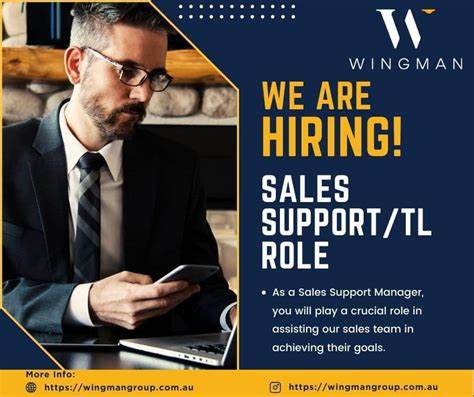 WINGMAN
WE ARE
HIRING!
SALES
SUPPORT/TL
ROLE
As a Sales Support Manager,
you will play a crucial role in
assisting our sales team in
achieving their goals.
More Info:
https://wingmangroup.com.au
https://wingmangroup.com.au